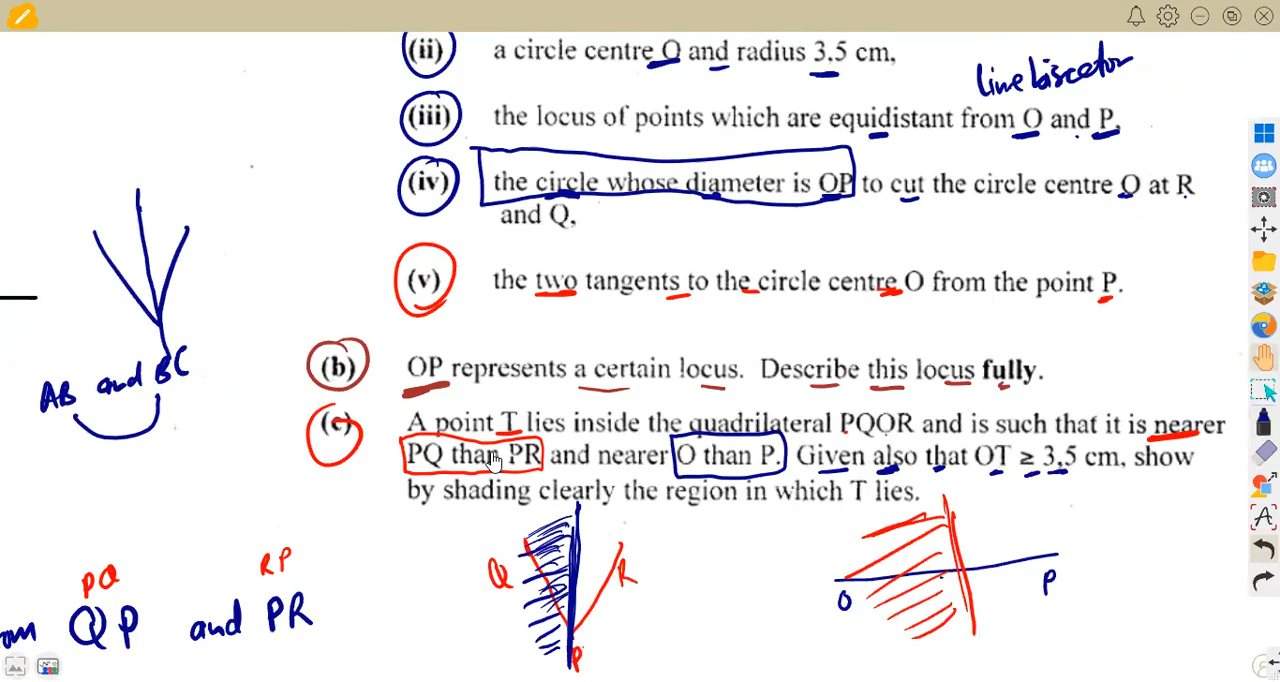 (ii) a circle centre O and radius 3.5 cm,
line biscetor
(iii) the locus of points which are equidistant from O and P,
(iv) the circle whose diameter is OP to cut the circle centre O at R
and Q,
(v) the two tangents to the circle centre O from the point P.
AB and BC
(b) OP represents a certain locus. Describe this locus fully.
(c) A point T lies inside the quadrilateral PQOR and is such that it is nearer
PQ than PR and nearer O than P. Given also that OT ≥ 3.5 cm, show
by shading clearly the region in which T lies.
PQ RP
QP and PR
Q R
P
O P